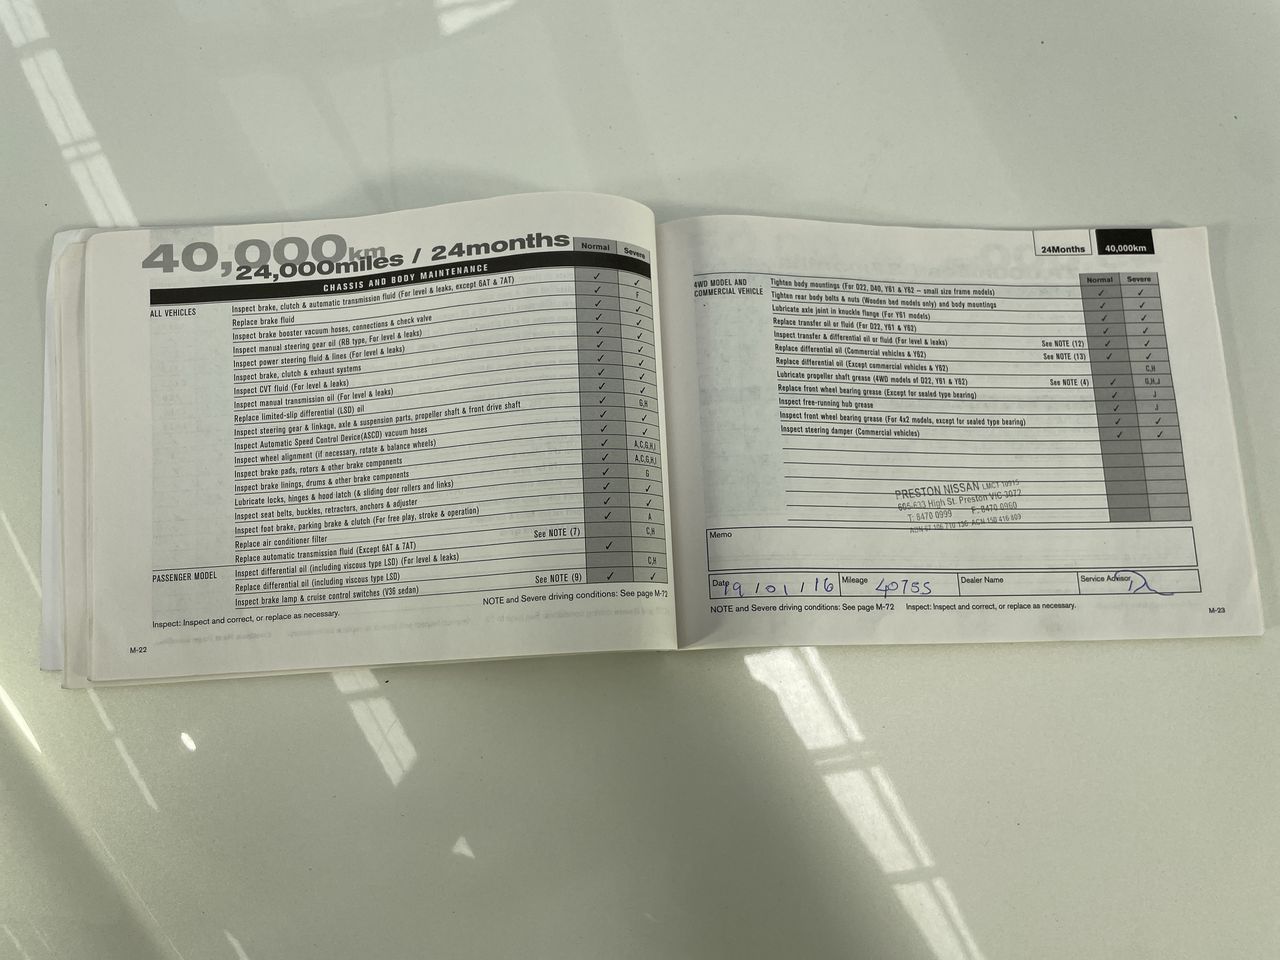 40,000km
24,000miles / 24months
Normal
Severe
CHASSIS AND BODY MAINTENANCE
ALL VEHICLES
Inspect brake, clutch & automatic transmission fluid (For level & leaks, except 6AT & 7AT)
✓ ✓
Replace brake fluid
F
Inspect brake booster vacuum hoses, connections & check valve
Inspect manual steering gear oil (RB type, For level & leaks)
Inspect power steering fluid & lines (For level & leaks)
Inspect brake, clutch & exhaust systems
Inspect CVT fluid (For level & leaks)
Inspect manual transmission oil (For level & leaks)
Replace limited-slip differential (LSD) oil
G,H
Inspect steering gear & linkage, axle & suspension parts, propeller shaft & front drive shaft
Inspect Automatic Speed Control Device(ASCD) vacuum hoses
Inspect wheel alignment (if necessary, rotate & balance wheels)
Inspect brake pads, rotors & other brake components
A,C,G,H,I
Inspect brake linings, drums & other brake components
A,C,G,H,I
Lubricate locks, hinges & hood latch (& sliding door rollers and links)
G
Inspect seat belts, buckles, retractors, anchors & adjuster
Inspect foot brake, parking brake & clutch (For free play, stroke & operation)
Replace air conditioner filter
A
Replace automatic transmission fluid (Except 6AT & 7AT)
See NOTE (7)
C,H
PASSENGER MODEL
Inspect differential oil (including viscous type LSD) (For level & leaks)
Replace differential oil (including viscous type LSD)
C,H
Inspect brake lamp & cruise control switches (V36 sedan)
See NOTE (9)
✓ ✓
Inspect: Inspect and correct, or replace as necessary.
NOTE and Severe driving conditions: See page M-72
M-22
24Months
40,000km
Normal
Severe
4WD MODEL AND
COMMERCIAL VEHICLE
Tighten body mountings (For D22, D40, Y61 & Y62 – small size frame models)
Tighten rear body bolts & nuts (Wooden bed models only) and body mountings
Lubricate axle joint in knuckle flange (For Y61 models)
Replace transfer oil or fluid (For D22, Y61 & Y62)
Inspect transfer & differential oil or fluid (For level & leaks)
See NOTE (12)
Replace differential oil (Commercial vehicles & Y62)
See NOTE (13)
Replace differential oil (Except commercial vehicles & Y62)
C,H
Lubricate propeller shaft grease (4WD models of D22, Y61 & Y62)
See NOTE (4)
G,H,J
Replace front wheel bearing grease (Except for sealed type bearing)
J
Inspect free-running hub grease
J
Inspect front wheel bearing grease (For 4x2 models, except for sealed type bearing)
Inspect steering damper (Commercial vehicles)
PRESTON NISSAN LMCT 10915
605-633 High St. Preston VIC 3072
T: 8470 0999 F: 8470 0960
Memo
Date 19/01/16
Mileage 40755
Dealer Name
Service Advisor
NOTE and Severe driving conditions: See page M-72
Inspect: Inspect and correct, or replace as necessary.
M-23